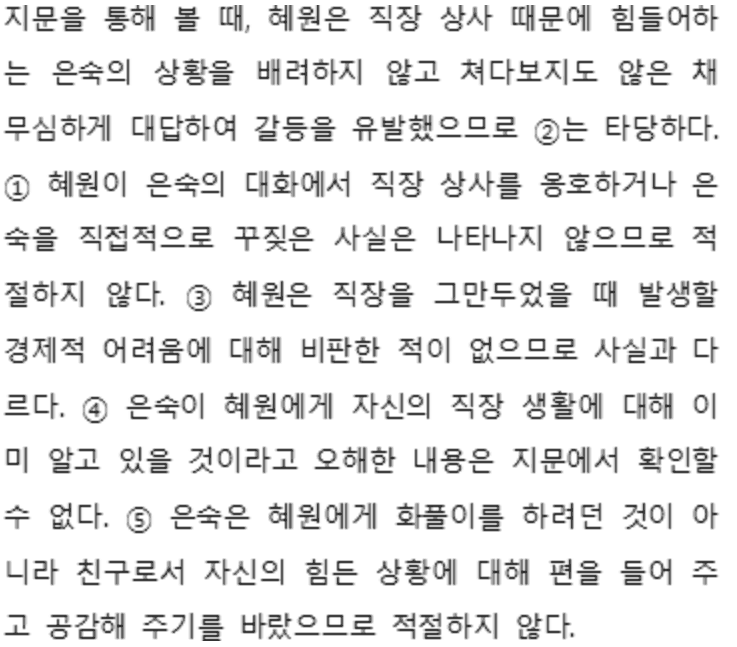 지문을 통해 볼 때, 혜원은 직장 상사 때문에 힘들어하
는 은숙의 상황을 배려하지 않고 쳐다보지도 않은 채
무심하게 대답하여 갈등을 유발했으므로 ②는 타당하다.
① 혜원이 은숙의 대화에서 직장 상사를 옹호하거나 은
숙을 직접적으로 꾸짖은 사실은 나타나지 않으므로 적
절하지 않다. ③ 혜원은 직장을 그만두었을 때 발생할
경제적 어려움에 대해 비판한 적이 없으므로 사실과 다
르다. ④ 은숙이 혜원에게 자신의 직장 생활에 대해 이
미 알고 있을 것이라고 오해한 내용은 지문에서 확인할
수 없다. ⑤ 은숙은 혜원에게 화풀이를 하려던 것이 아
니라 친구로서 자신의 힘든 상황에 대해 편을 들어 주
고 공감해 주기를 바랐으므로 적절하지 않다.